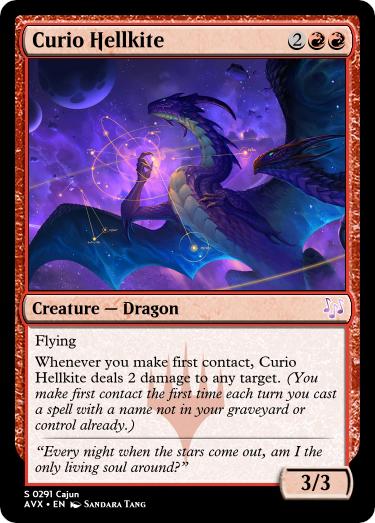 Curio Hellkite 2
Creature — Dragon
Flying
Whenever you make first contact, Curio
Hellkite deals 2 damage to any target. (You
make first contact the first time each turn you cast
a spell with a name not in your graveyard or
control already.)
“Every night when the stars come out, am I the
only living soul around?”
3/3
S 0291 Cajun
AVX • EN Sandara Tang